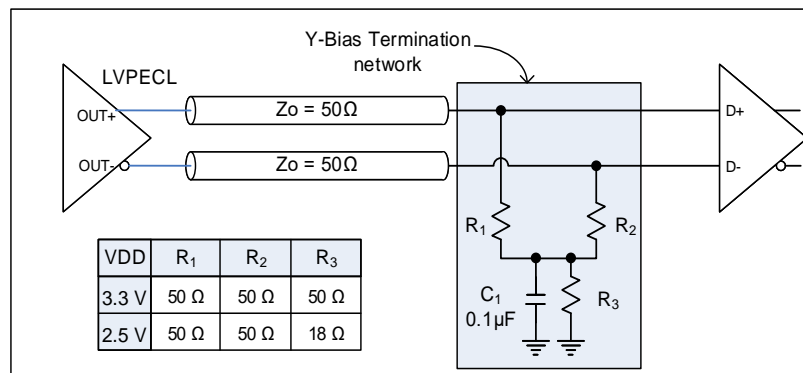 Y-Bias Termination
network
LVPECL
OUT+
Zo = 50Ω
D+
OUT-
Zo = 50Ω
D-
R1
R2
VDD R1 R2 R3
3.3 V 50 Ω 50 Ω 50 Ω
2.5 V 50 Ω 50 Ω 18 Ω
C1
0.1µF
R3